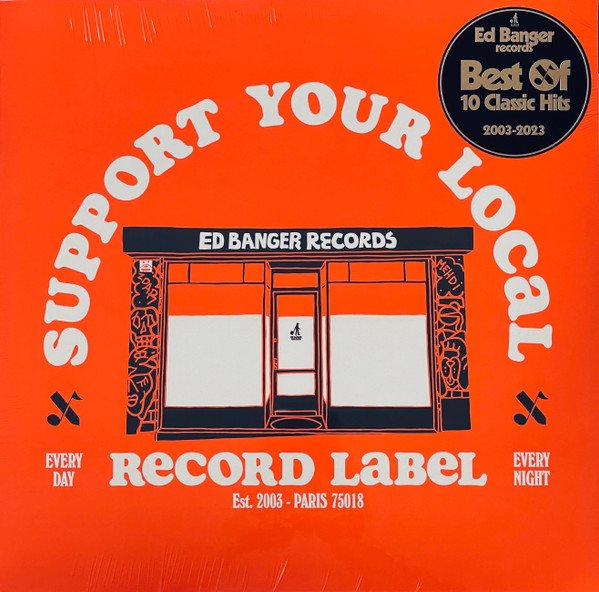 Ed Banger
records
Best Of
10 Classic Hits
2003-2023
SUPPORT YOUR LOCaL
ED BANGER RECORDS
MEHDI
EVERY
DAY
ReCORD LaBeL
EVERY
NIGHT
Est. 2003 - PARIS 75018